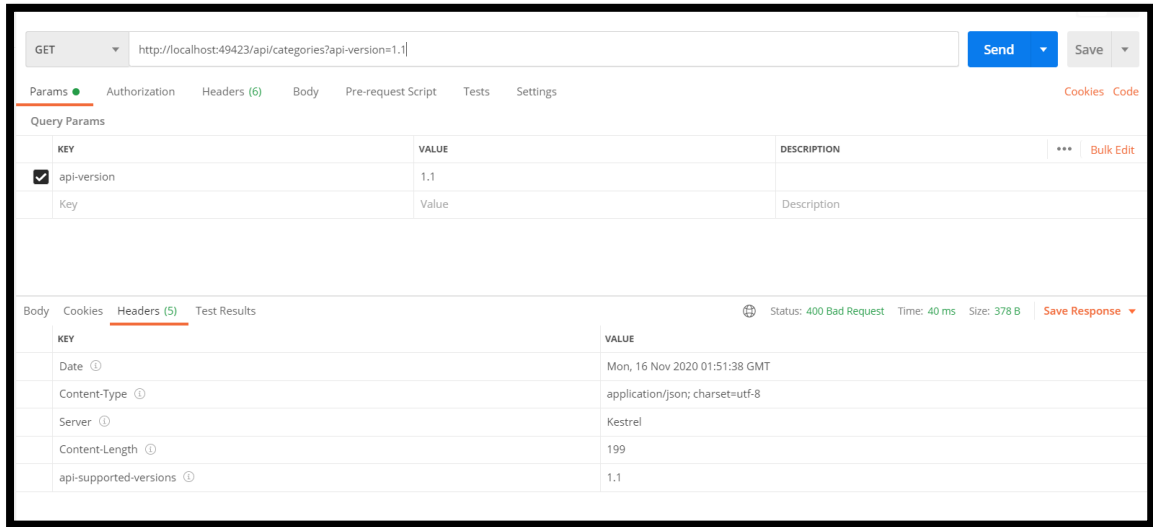 GET http://localhost:49423/api/categories?api-version=1.1 Send Save
Params Authorization Headers (6) Body Pre-request Script Tests Settings Cookies Code
Query Params
KEY VALUE DESCRIPTION ••• Bulk Edit
api-version 1.1
Key Value Description
Body Cookies Headers (5) Test Results Status: 400 Bad Request Time: 40 ms Size: 378 B Save Response
KEY VALUE
Date Mon, 16 Nov 2020 01:51:38 GMT
Content-Type application/json; charset=utf-8
Server Kestrel
Content-Length 199
api-supported-versions 1.1